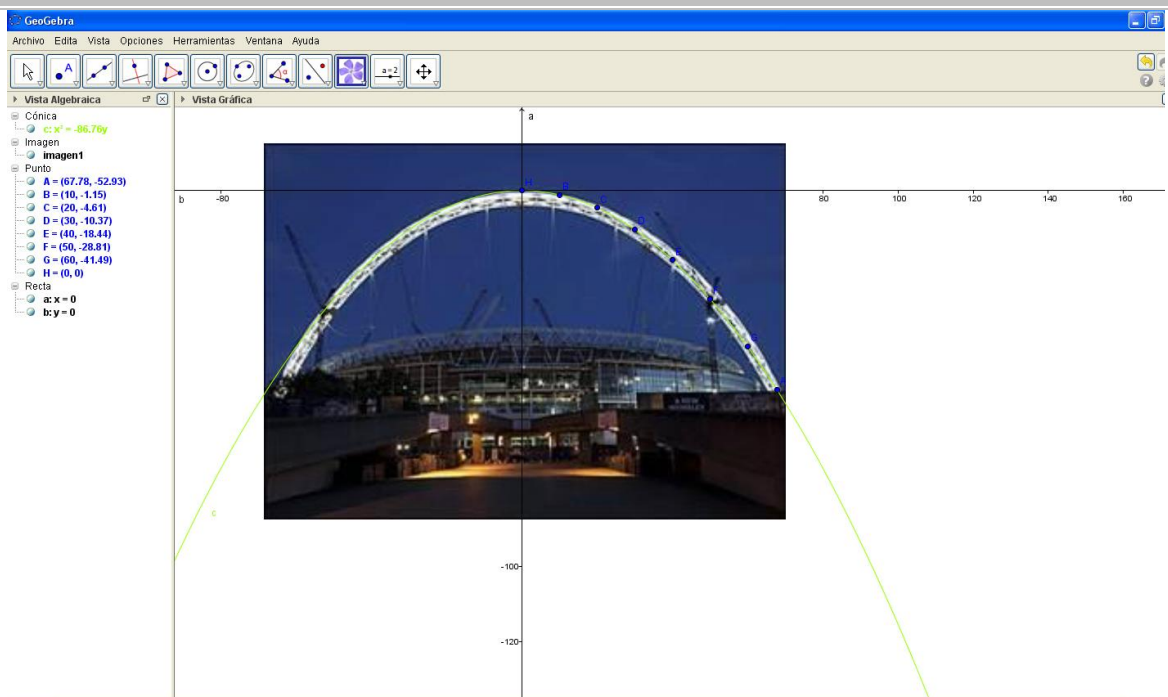 GeoGebra
Archivo Edita Vista Opciones Herramientas Ventana Ayuda
A
α
a=2
Vista Algebraica
Vista Gráfica
Cónica
c: x² = -86.76y
Imagen
imagen1
Punto
A = (67.78, -52.93)
B = (10, -1.15)
C = (20, -4.61)
D = (30, -10.37)
E = (40, -18.44)
F = (50, -28.81)
G = (60, -41.49)
H = (0, 0)
Recta
a: x = 0
b: y = 0
a
H
B
b
-80
80
100
120
140
160
D
E
c
-100
-120